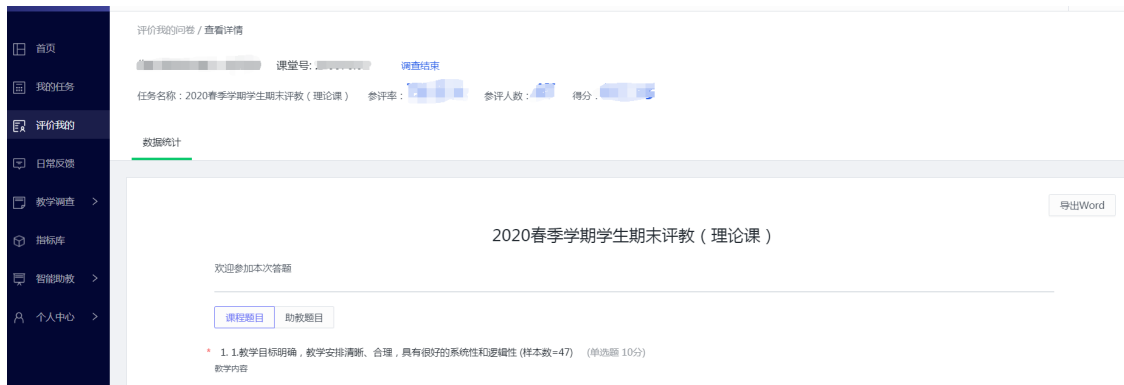 评价我的问卷 / 查看详情
首页
课堂号:
调查结束
我的任务
任务名称：2020春季学期学生期末评教（理论课）
参评率：
参评人数：
得分：
评价我的
数据统计
日常反馈
教学调查
导出Word
2020春季学期学生期末评教（理论课）
指标库
欢迎参加本次答题
智能助教
个人中心
课程题目
助教题目
* 1. 1.教学目标明确，教学安排清晰、合理，具有很好的系统性和逻辑性 (样本数=47) (单选题 10分)
教学内容